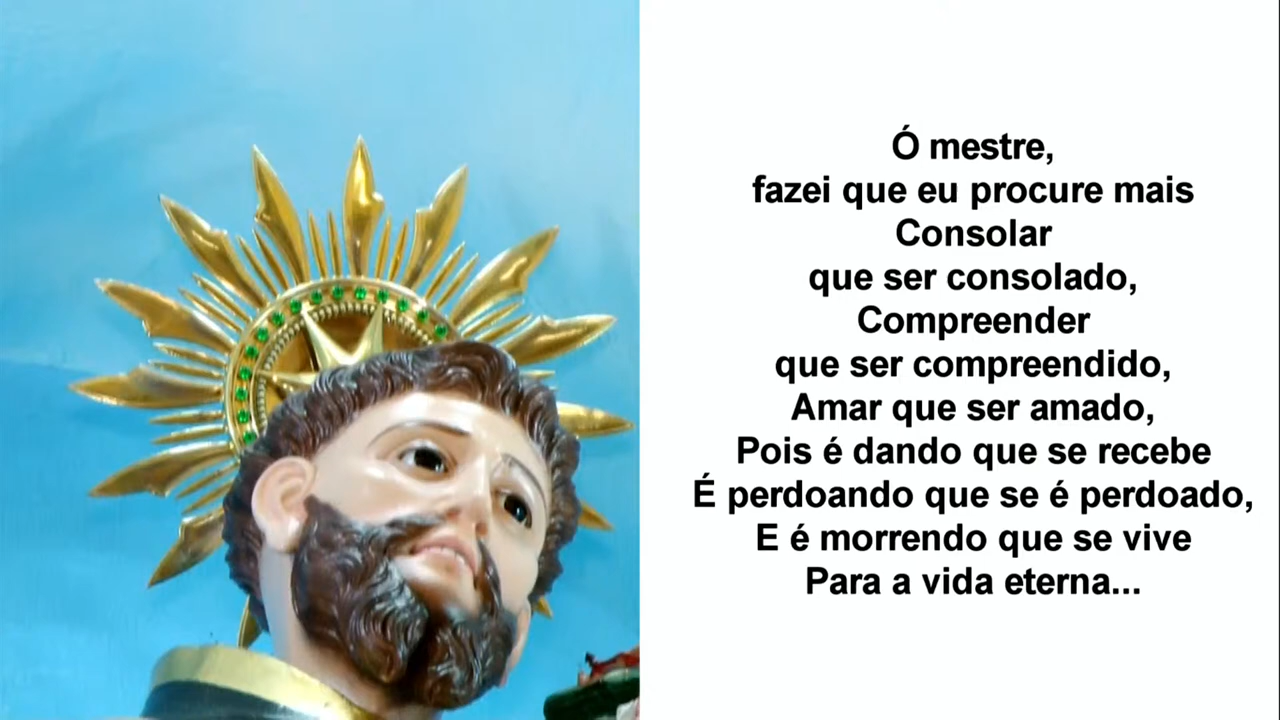 Ó mestre,
fazei que eu procure mais
Consolar
que ser consolado,
Compreender
que ser compreendido,
Amar que ser amado,
Pois é dando que se recebe
É perdoando que se é perdoado,
E é morrendo que se vive
Para a vida eterna...